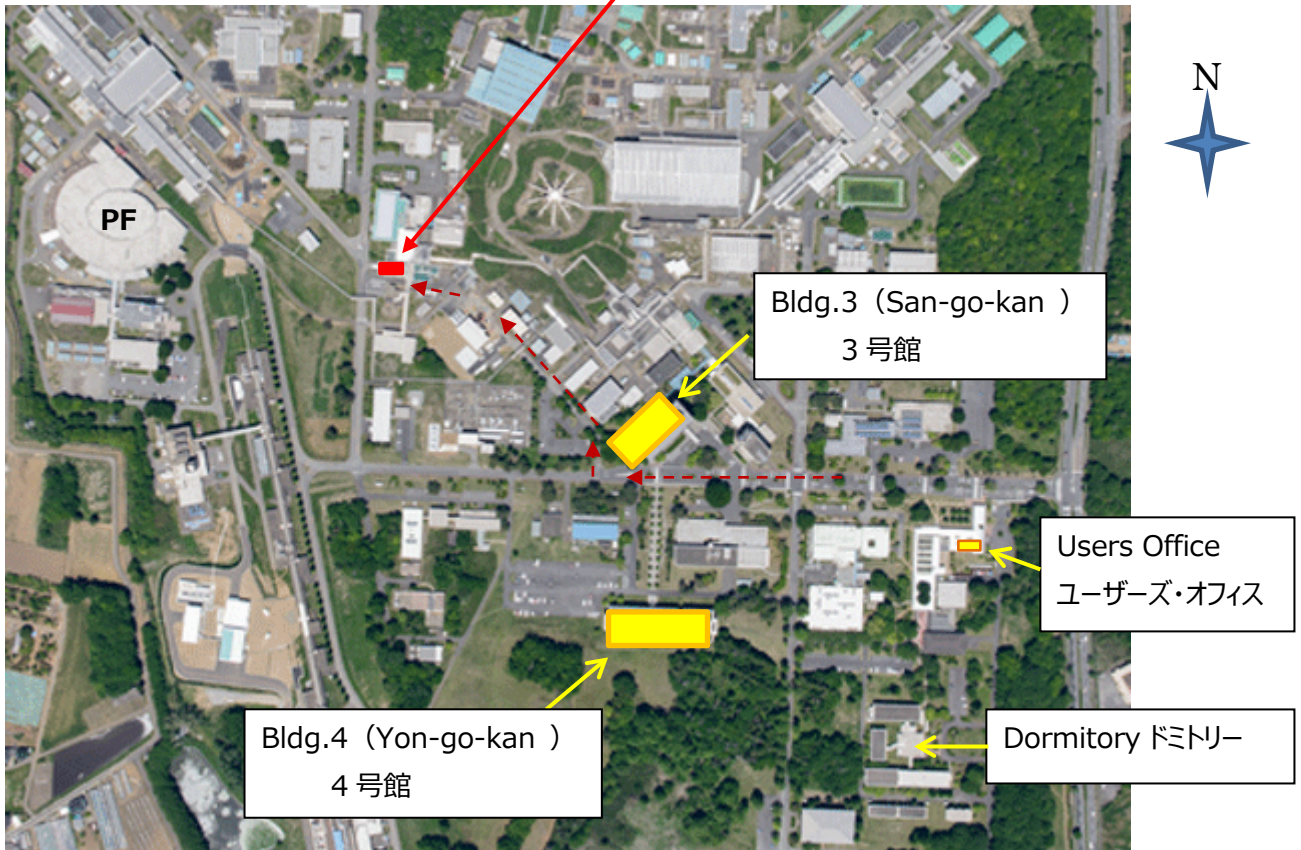 N
PF
Bldg.3（San-go-kan ）
3 号館
Users Office
ユーザーズ・オフィス
Bldg.4（Yon-go-kan ）
4 号館
Dormitory ドミトリー